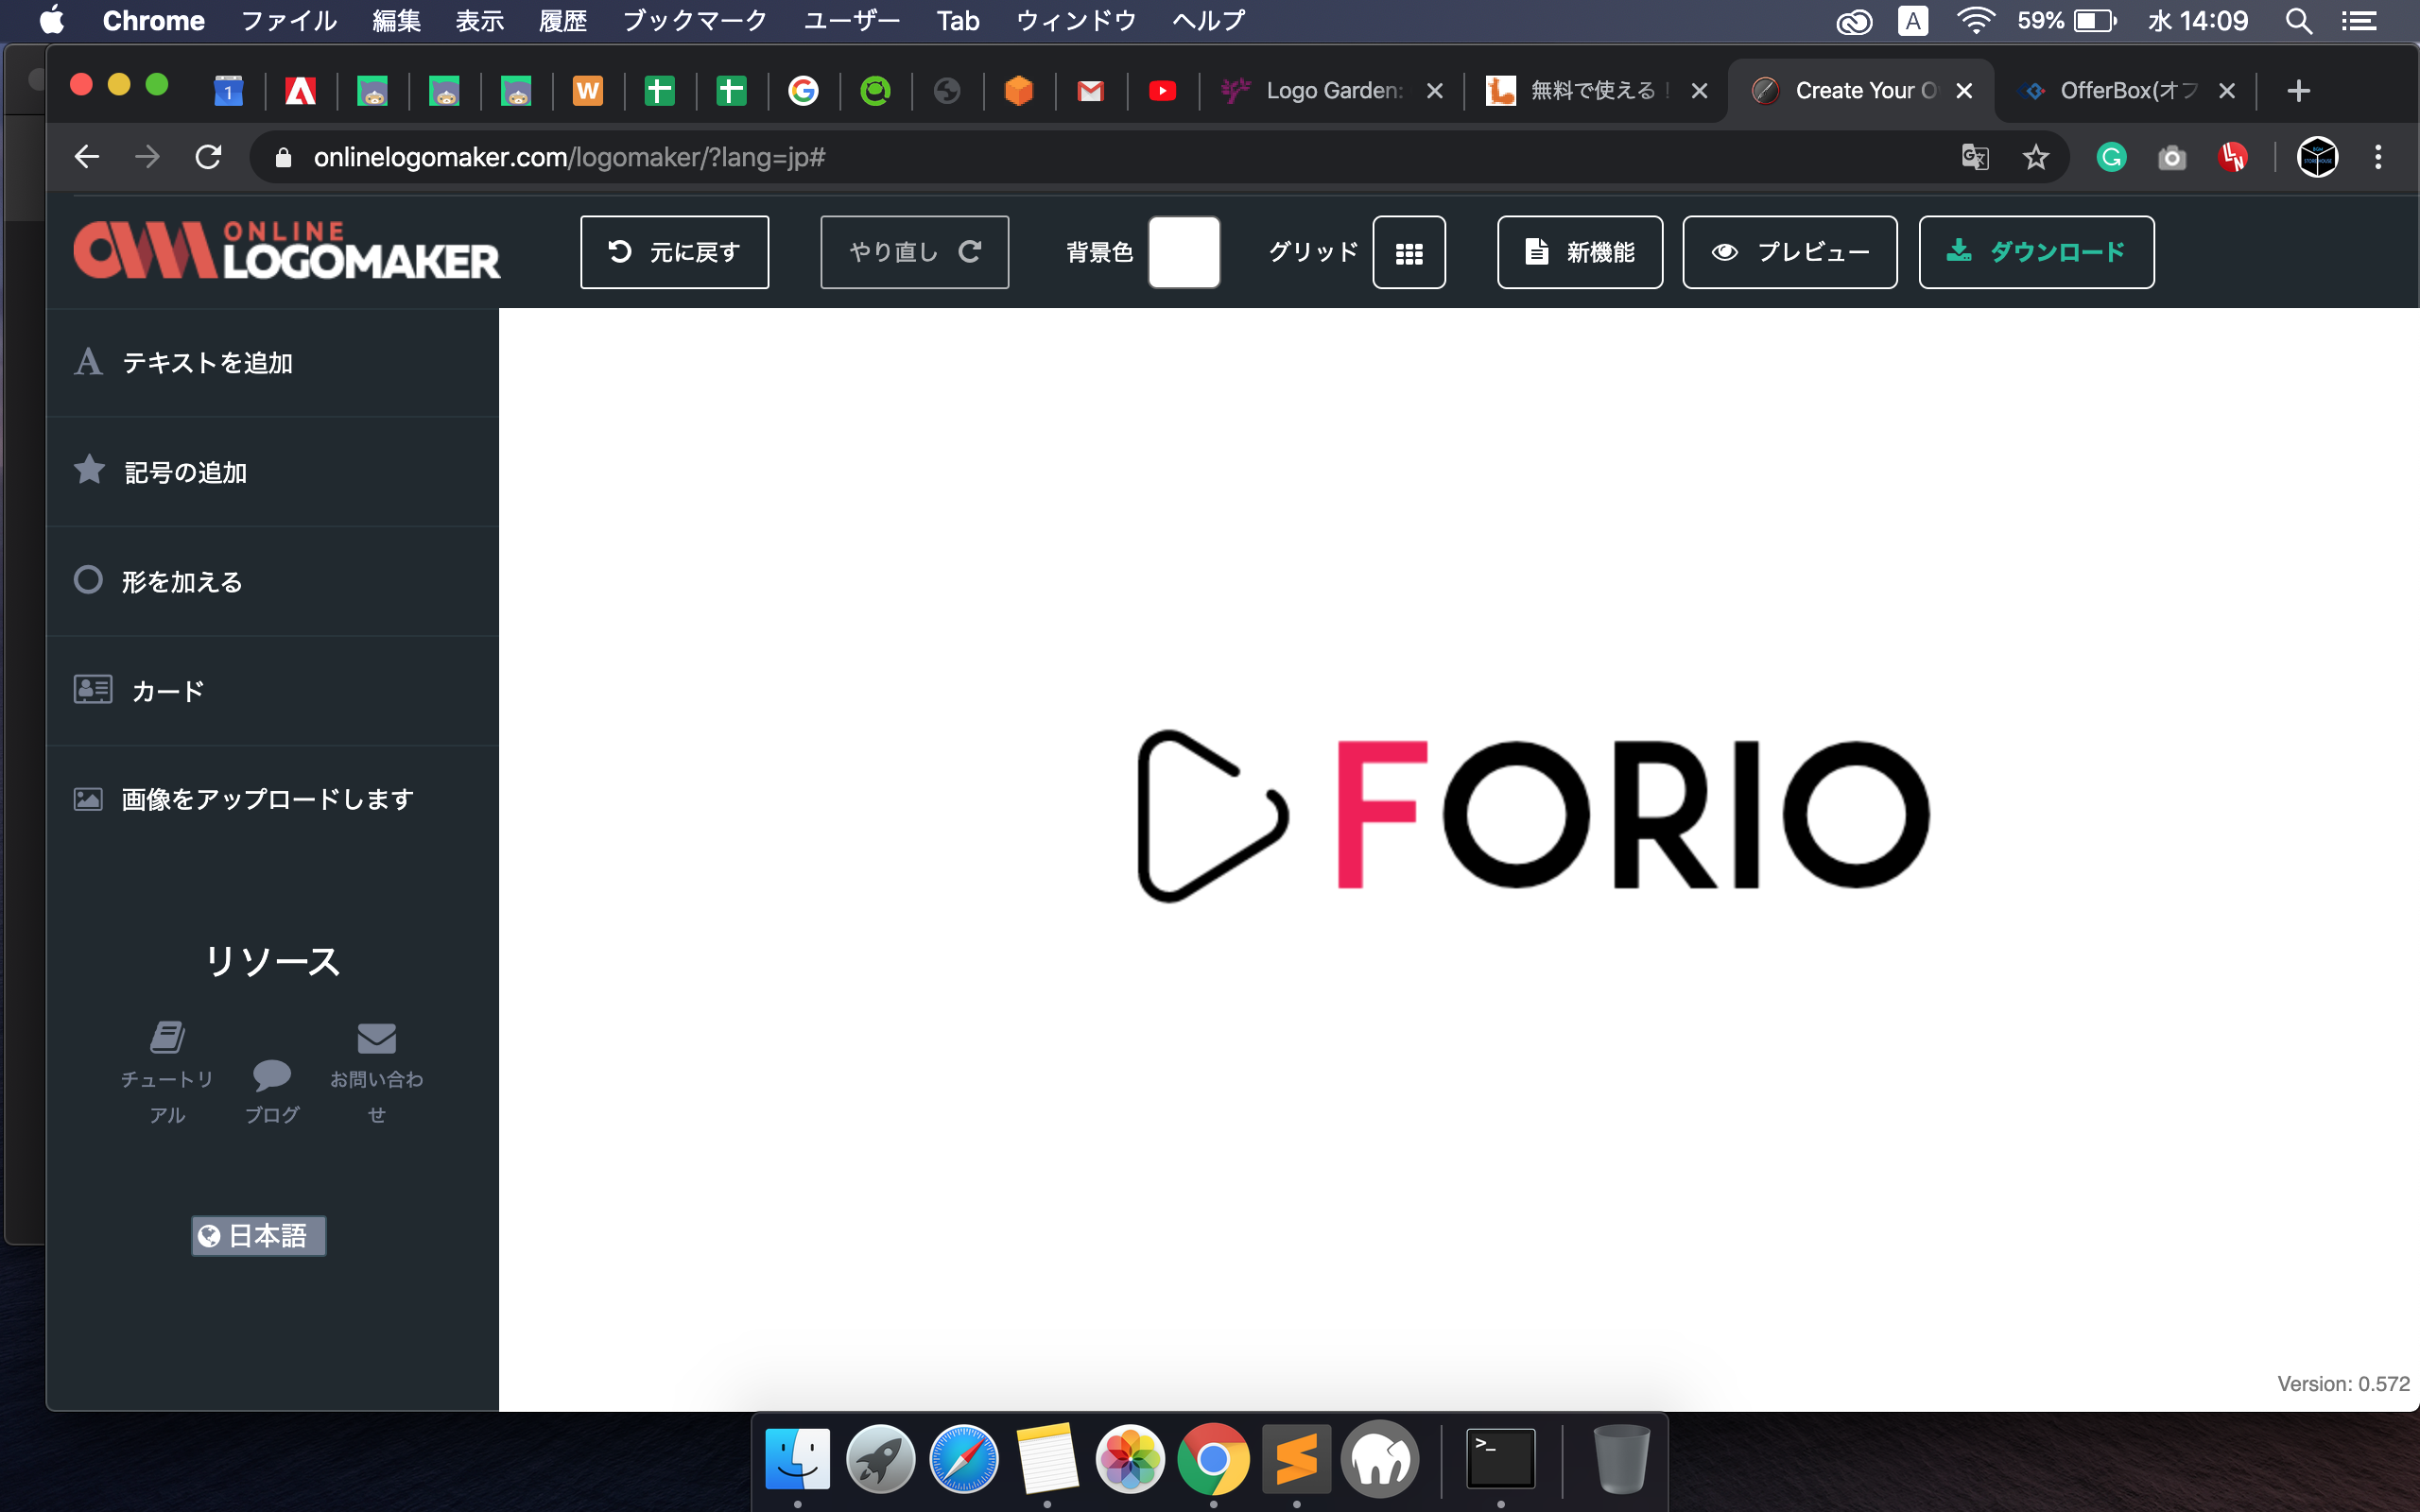 Chrome ファイル 編集 表示 履歴 ブックマーク ユーザー Tab ウィンドウ ヘルプ A 59% 水 14:09
1 W Logo Garden: 無料で使える! Create Your O OfferBox(オフ
onlinelogomaker.com/logomaker/?lang=jp#
ONLINE
LOGOMAKER
元に戻す やり直し 背景色 グリッド 新機能 プレビュー ダウンロード
A テキストを追加
記号の追加
形を加える
カード
画像をアップロードします
FORIO
リソース
チュートリアル
ブログ
お問い合わせ
日本語
Version: 0.572